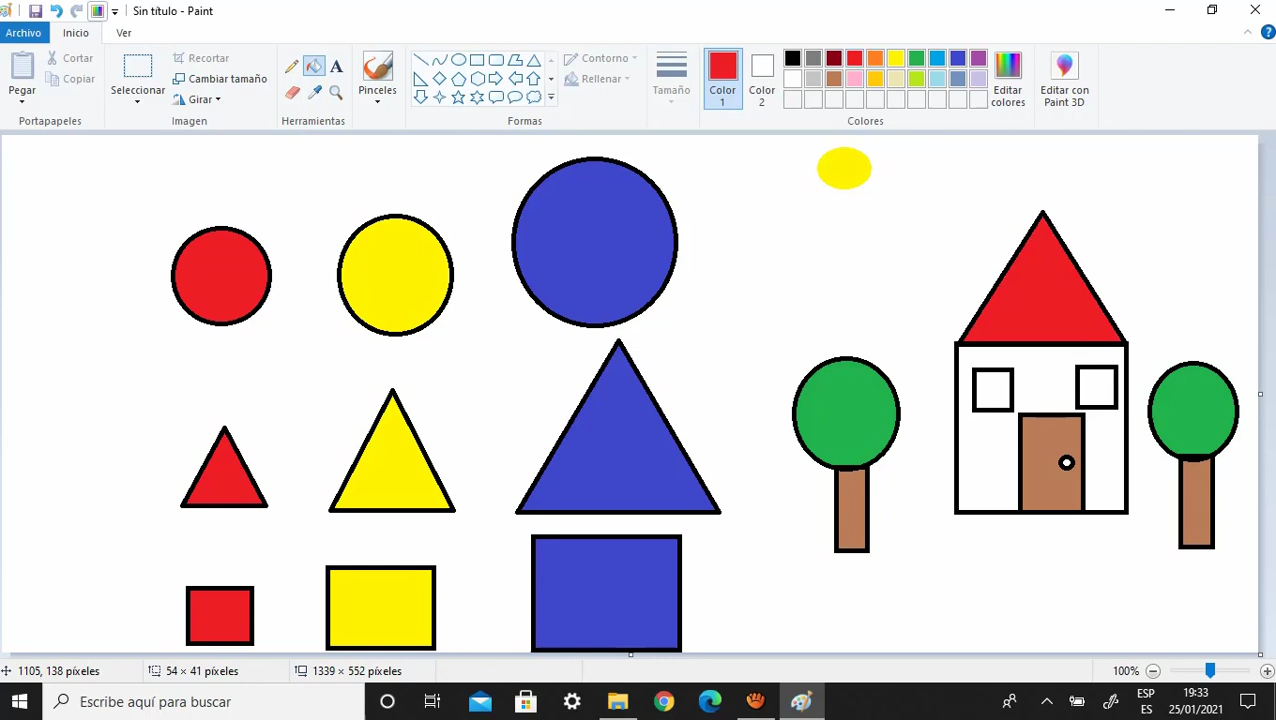 Sin título - Paint
Archivo Inicio Ver
Pegar
Cortar
Copiar
Portapapeles
Seleccionar
Recortar
Cambiar tamaño
Girar
Imagen
A
Herramientas
Pinceles
Contorno
Rellenar
Formas
Tamaño
Color
1
Color
2
Editar
colores
Colores
Editar con
Paint 3D
1105, 138 píxeles 54 × 41 píxeles 1339 × 552 píxeles 100%
Escribe aquí para buscar
ESP
ES
19:33
25/01/2021